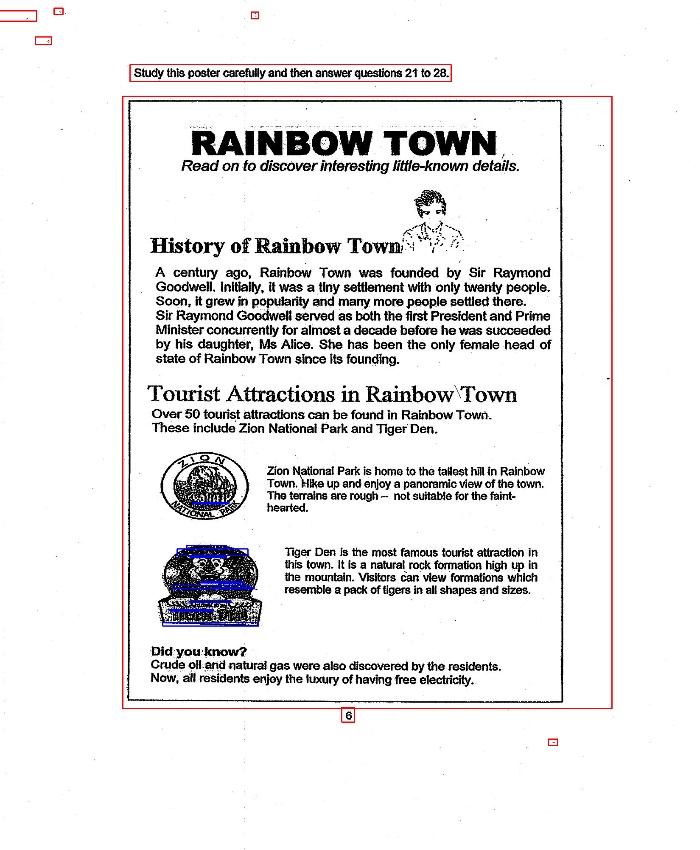 Study this poster carefully and then answer questions 21 to 28.
RAINBOW TOWN
Read on to discover interesting little-known details.
History of Rainbow Town
A century ago, Rainbow Town was founded by Sir Raymond
Goodwell. Initially, it was a tiny settlement with only twenty people.
Soon, it grew in popularity and many more people settled there.
Sir Raymond Goodwell served as both the first President and Prime
Minister concurrently for almost a decade before he was succeeded
by his daughter, Ms Alice. She has been the only female head of
state of Rainbow Town since its founding.
Tourist Attractions in Rainbow Town
Over 50 tourist attractions can be found in Rainbow Town.
These include Zion National Park and Tiger Den.
ZION
NATIONAL PARK
Zion National Park is home to the tallest hill in Rainbow
Town. Hike up and enjoy a panoramic view of the town.
The terrains are rough – not suitable for the faint-
hearted.
Tiger Den is the most famous tourist attraction in
this town. It is a natural rock formation high up in
the mountain. Visitors can view formations which
resemble a pack of tigers in all shapes and sizes.
TIGER DEN
Did you know?
Crude oil and natural gas were also discovered by the residents.
Now, all residents enjoy the luxury of having free electricity.
6